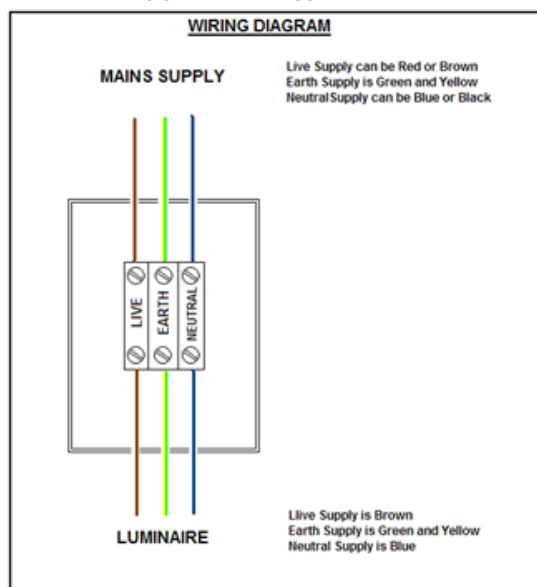 WIRING DIAGRAM
MAINS SUPPLY
Live Supply can be Red or Brown
Earth Supply is Green and Yellow
Neutral Supply can be Blue or Black
LIVE
EARTH
NEUTRAL
Llive Supply is Brown
Earth Supply is Green and Yellow
Neutral Supply is Blue
LUMINAIRE